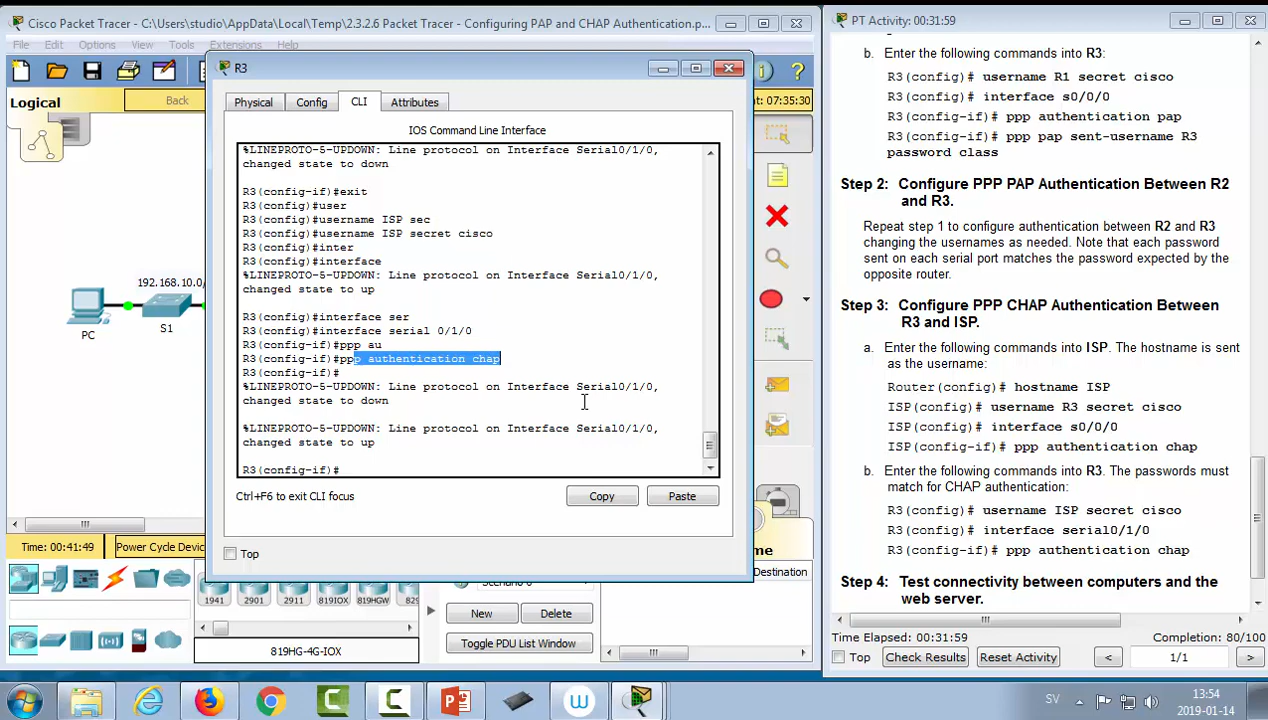 Cisco Packet Tracer - C:\Users\studio\AppData\Local\Temp\2.3.2.6 Packet Tracer - Configuring PAP and CHAP Authentication.p...
File Edit Options View Tools Extensions Help
Logical
Back
07:35:30
192.168.10.0/
PC
S1
R3
Physical
Config
CLI
Attributes
IOS Command Line Interface
%LINEPROTO-5-UPDOWN: Line protocol on Interface Serial0/1/0,
changed state to down
R3(config-if)#exit
R3(config)#user
R3(config)#username ISP sec
R3(config)#username ISP secret cisco
R3(config)#inter
R3(config)#interface
%LINEPROTO-5-UPDOWN: Line protocol on Interface Serial0/1/0,
changed state to up
R3(config)#interface ser
R3(config)#interface serial 0/1/0
R3(config-if)#ppp au
R3(config-if)#ppp authentication chap
R3(config-if)#
%LINEPROTO-5-UPDOWN: Line protocol on Interface Serial0/1/0,
changed state to down
%LINEPROTO-5-UPDOWN: Line protocol on Interface Serial0/1/0,
changed state to up
R3(config-if)#
Ctrl+F6 to exit CLI focus
Copy
Paste
Top
Time: 00:41:49
Power Cycle Devic
Destination
1941
2901
2911
819IOX
819HGW
829
New
Delete
Toggle PDU List Window
819HG-4G-IOX
PT Activity: 00:31:59
b. Enter the following commands into R3:
R3(config)# username R1 secret cisco
R3(config)# interface s0/0/0
R3(config)# ppp authentication pap
R3(config)# ppp pap sent-username R3
password class
Step 2: Configure PPP PAP Authentication Between R2
and R3.
Repeat step 1 to configure authentication between R2 and R3
changing the usernames as needed. Note that each password
sent on each serial port matches the password expected by the
opposite router.
Step 3: Configure PPP CHAP Authentication Between
R3 and ISP.
a. Enter the following commands into ISP. The hostname is sent
as the username:
Router(config)# hostname ISP
ISP(config)# username R3 secret cisco
ISP(config)# interface s0/0/0
ISP(config-if)# ppp authentication chap
b. Enter the following commands into R3. The passwords must
match for CHAP authentication:
R3(config)# username ISP secret cisco
R3(config)# interface serial0/1/0
R3(config-if)# ppp authentication chap
Step 4: Test connectivity between computers and the
web server.
Time Elapsed: 00:31:59
Completion: 80/100
Top
Check Results
Reset Activity
<
1/1
>
SV
13:54
2019-01-14